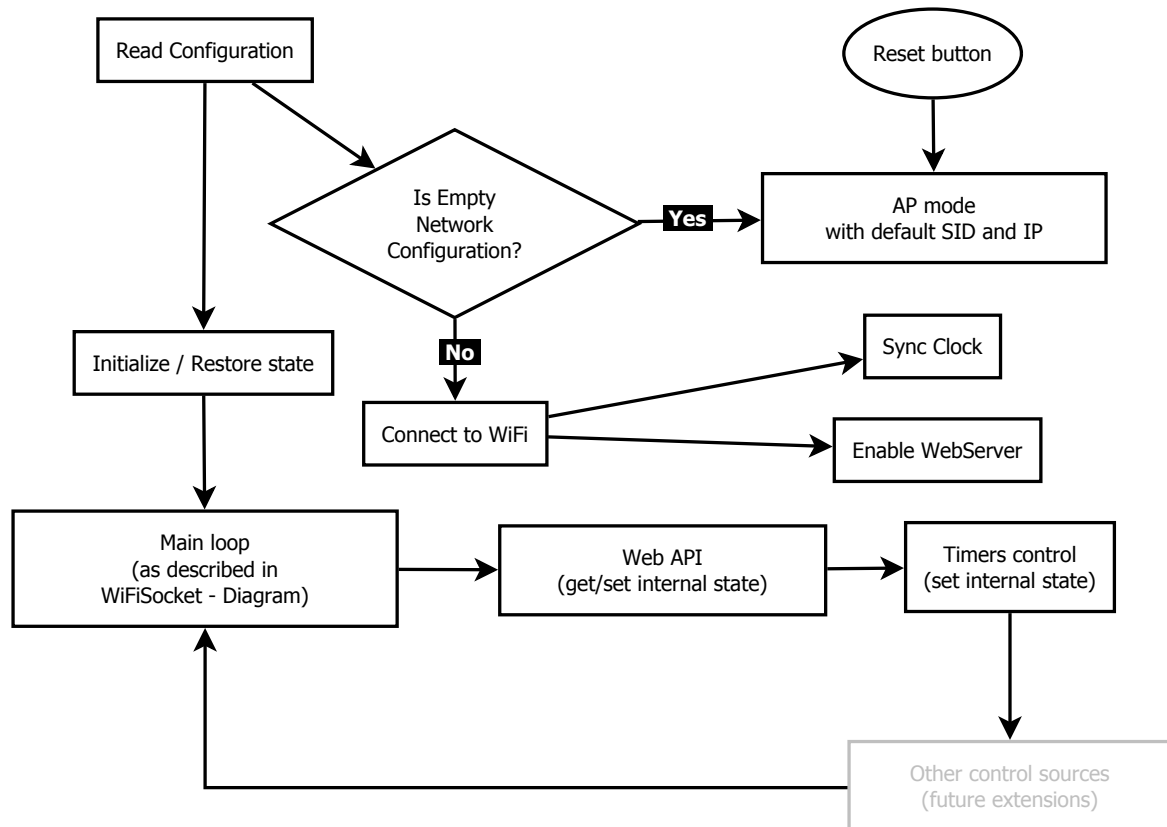 Read Configuration
Reset button
Is Empty
Network
Configuration?
Yes
AP mode
with default SID and IP
No
Initialize / Restore state
Sync Clock
Connect to WiFi
Enable WebServer
Main loop
(as described in
WiFiSocket - Diagram)
Web API
(get/set internal state)
Timers control
(set internal state)
Other control sources
(future extensions)